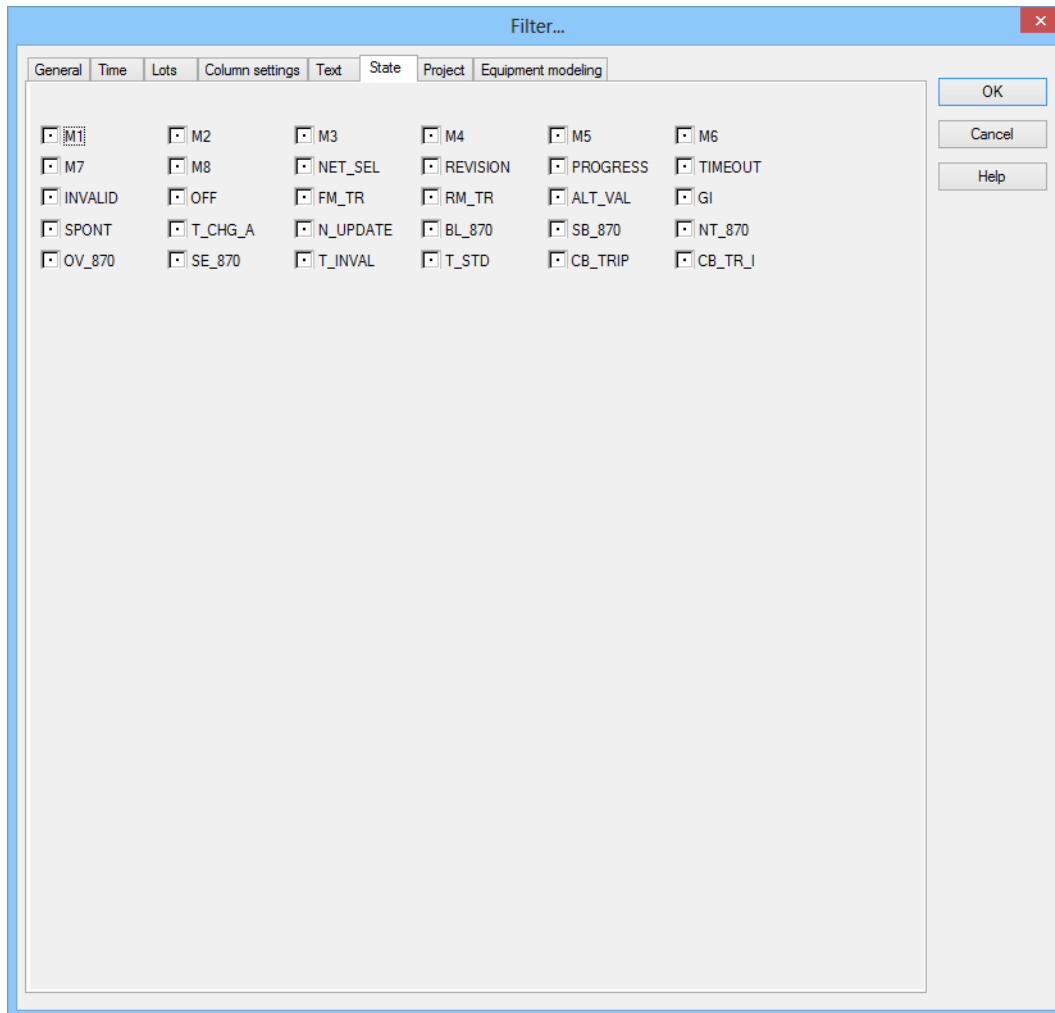 Filter...
General Time Lots Column settings Text State Project Equipment modeling
OK
M1 M2 M3 M4 M5 M6
Cancel
M7 M8 NET_SEL REVISION PROGRESS TIMEOUT
Help
INVALID OFF FM_TR RM_TR ALT_VAL GI
SPONT T_CHG_A N_UPDATE BL_870 SB_870 NT_870
OV_870 SE_870 T_INVAL T_STD CB_TRIP CB_TR_I